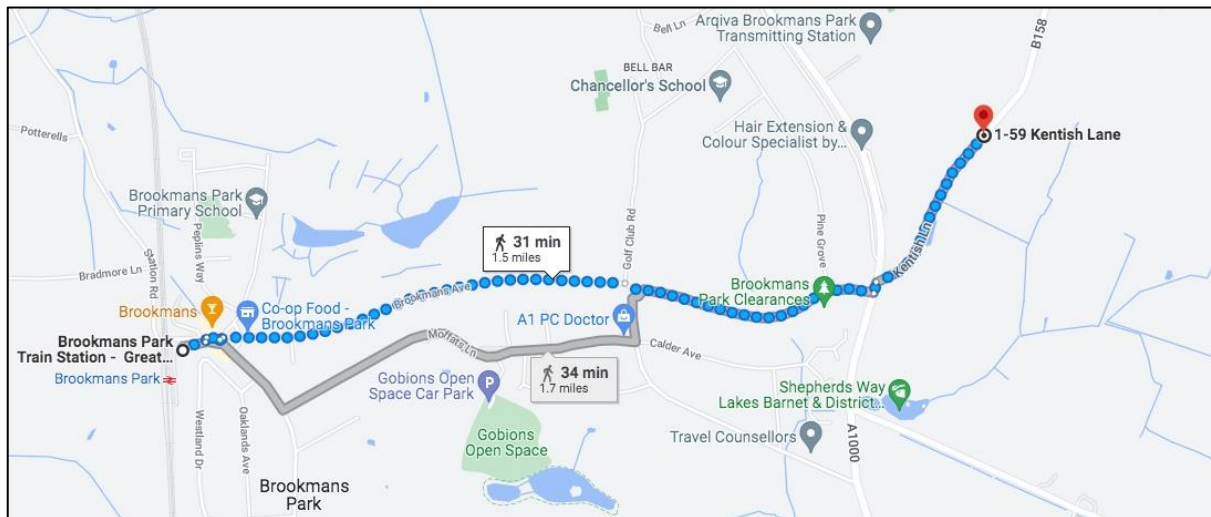 Bell Ln
Arqiva Brookmans Park
Transmitting Station
B158
BELL BAR
Chancellor's School
Potterells
Hair Extension &
Colour Specialist by...
1-59 Kentish Lane
Brookmans Park
Primary School
Peplins Way
Station Rd
Bradmore Ln
31 min
1.5 miles
Golf Club Rd
Pine Grove
Kentish Ln
Brookmans Ave
Brookmans
Park Clearances
Brookmans
Co-op Food -
Brookmans Park
A1 PC Doctor
Brookmans Park
Train Station - Great...
Brookmans Park
Moffats Ln
Calder Ave
34 min
1.7 miles
Gobions Open
Space Car Park
P
Shepherds Way
Lakes Barnet & District...
Westland Dr
Oaklands Ave
Gobions
Open Space
Travel Counsellors
A1000
Brookmans
Park